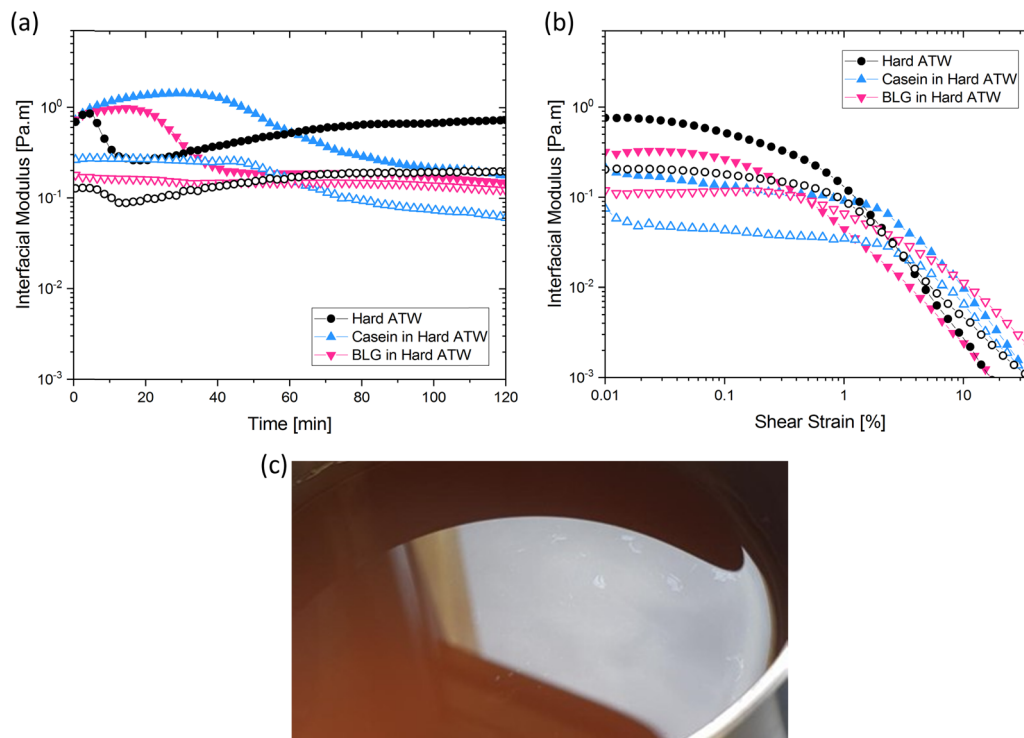 (a)
Interfacial Modulus [Pa.m]
10⁰
10⁻¹
10⁻²
10⁻³
Hard ATW
Casein in Hard ATW
BLG in Hard ATW
0 20 40 60 80 100 120
Time [min]
(b)
Interfacial Modulus [Pa.m]
10⁰
10⁻¹
10⁻²
10⁻³
Hard ATW
Casein in Hard ATW
BLG in Hard ATW
0.01 0.1 1 10
Shear Strain [%]
(c)